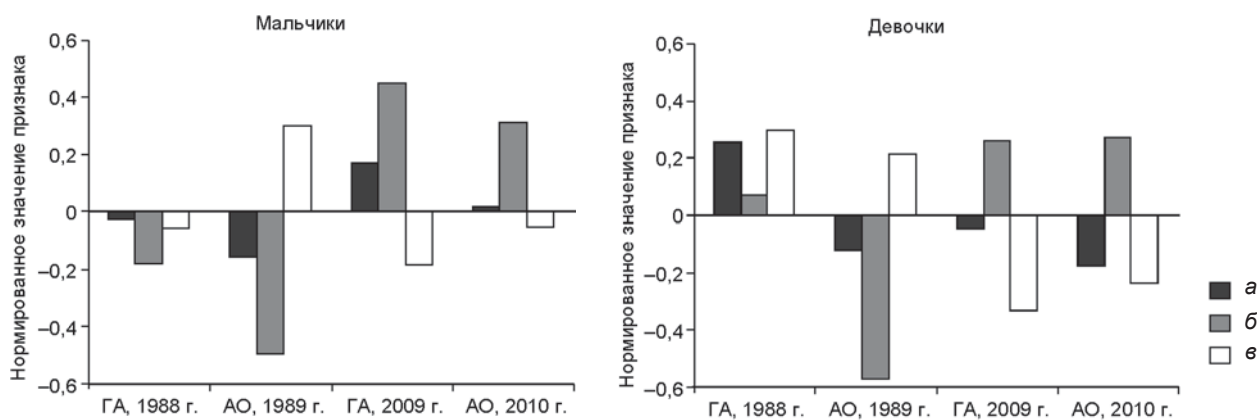 Мальчики
Нормированное значение признака
0,6
0,4
0,2
0
–0,2
–0,4
–0,6
ГА, 1988 г. АО, 1989 г. ГА, 2009 г. АО, 2010 г.
Девочки
Нормированное значение признака
0,6
0,4
0,2
0
–0,2
–0,4
–0,6
ГА, 1988 г. АО, 1989 г. ГА, 2009 г. АО, 2010 г.
а
б
в